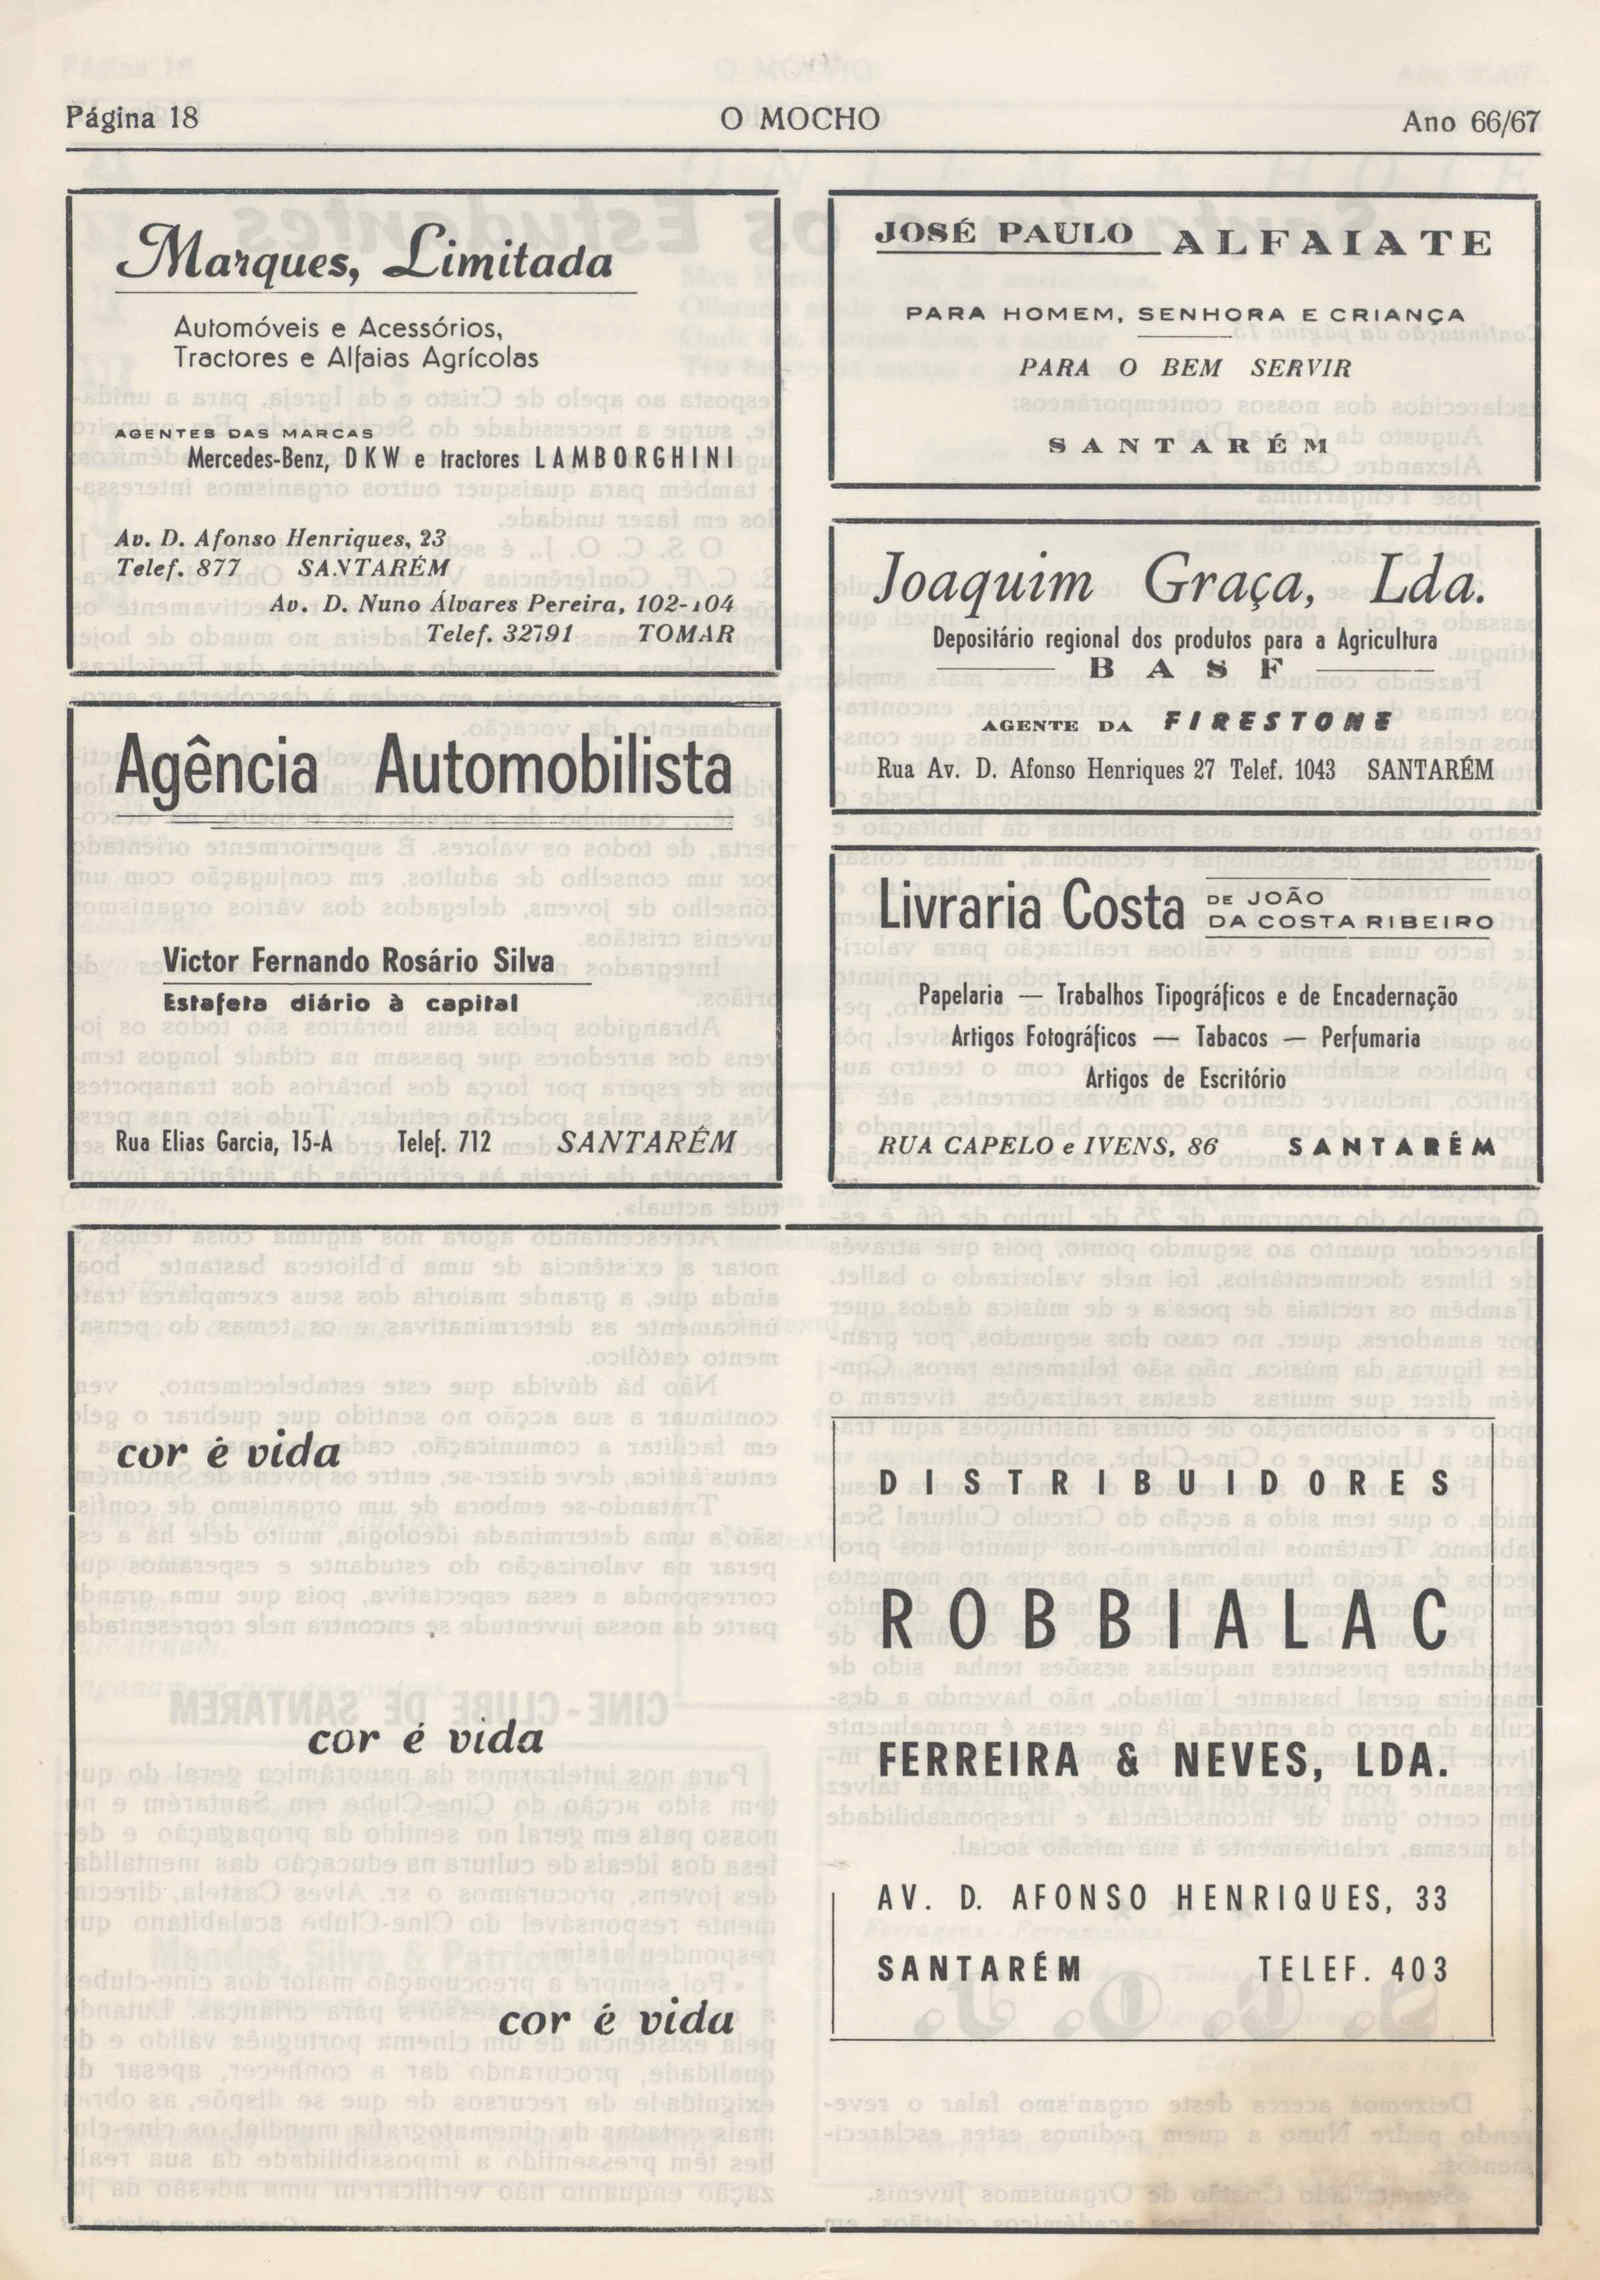 Página 18
O MOCHO
Ano 66/67
Marques, Limitada
Automóveis e Acessórios,
Tractores e Alfaias Agrícolas
AGENTES DAS MARCAS
Mercedes-Benz, DKW e tractores LAMBORGHINI
Av. D. Afonso Henriques, 23
Telef. 877 SANTARÉM
Av. D. Nuno Álvares Pereira, 102-104
Telef. 32791 TOMAR
Agência Automobilista
Victor Fernando Rosário Silva
Estafeta diário à capital
Rua Elias Garcia, 15-A Telef. 712 SANTARÉM
JOSÉ PAULO ALFAIATE
PARA HOMEM, SENHORA E CRIANÇA
PARA O BEM SERVIR
SANTARÉM
Joaquim Graça, Lda.
Depositário regional dos produtos para a Agricultura
BASF
AGENTE DA FIRESTONE
Rua Av. D. Afonso Henriques 27 Telef. 1043 SANTARÉM
Livraria Costa DE JOÃO
DA COSTA RIBEIRO
Papelaria — Trabalhos Tipográficos e de Encadernação
Artigos Fotográficos — Tabacos — Perfumaria
Artigos de Escritório
RUA CAPELO e IVENS, 86 SANTARÉM
cor é vida
cor é vida
cor é vida
DISTRIBUIDORES
ROBBIALAC
FERREIRA & NEVES, LDA.
AV. D. AFONSO HENRIQUES, 33
SANTARÉM TELEF. 403